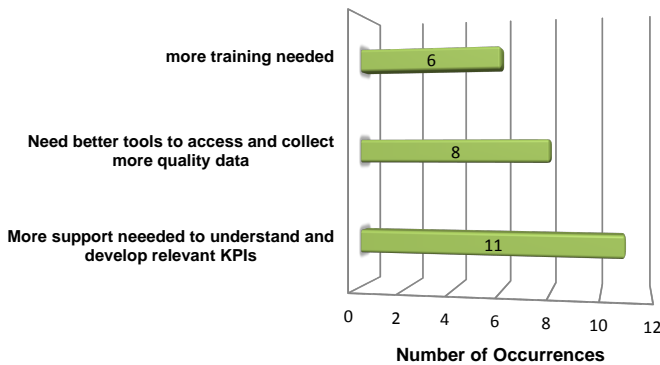 more training needed
6
Need better tools to access and collect
more quality data
8
More support neeeded to understand and
develop relevant KPIs
11
0 2 4 6 8 10 12
Number of Occurrences